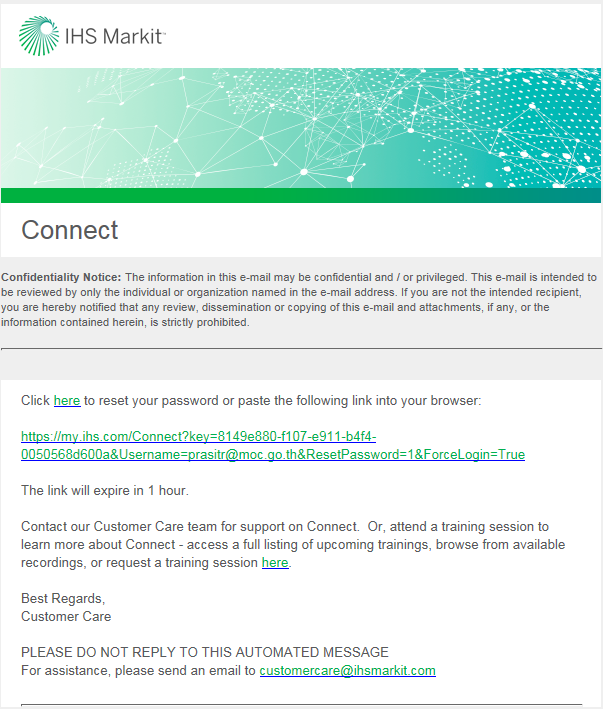 IHS Markit™
Connect
Confidentiality Notice: The information in this e-mail may be confidential and / or privileged. This e-mail is intended to
be reviewed by only the individual or organization named in the e-mail address. If you are not the intended recipient,
you are hereby notified that any review, dissemination or copying of this e-mail and attachments, if any, or the
information contained herein, is strictly prohibited.
Click here to reset your password or paste the following link into your browser:
https://my.ihs.com/Connect?key=8149e880-f107-e911-b4f4-
0050568d600a&Username=prasitr@moc.go.th&ResetPassword=1&ForceLogin=True
The link will expire in 1 hour.
Contact our Customer Care team for support on Connect.  Or, attend a training session to
learn more about Connect - access a full listing of upcoming trainings, browse from available
recordings, or request a training session here.
Best Regards,
Customer Care
PLEASE DO NOT REPLY TO THIS AUTOMATED MESSAGE
For assistance, please send an email to customercare@ihsmarkit.com